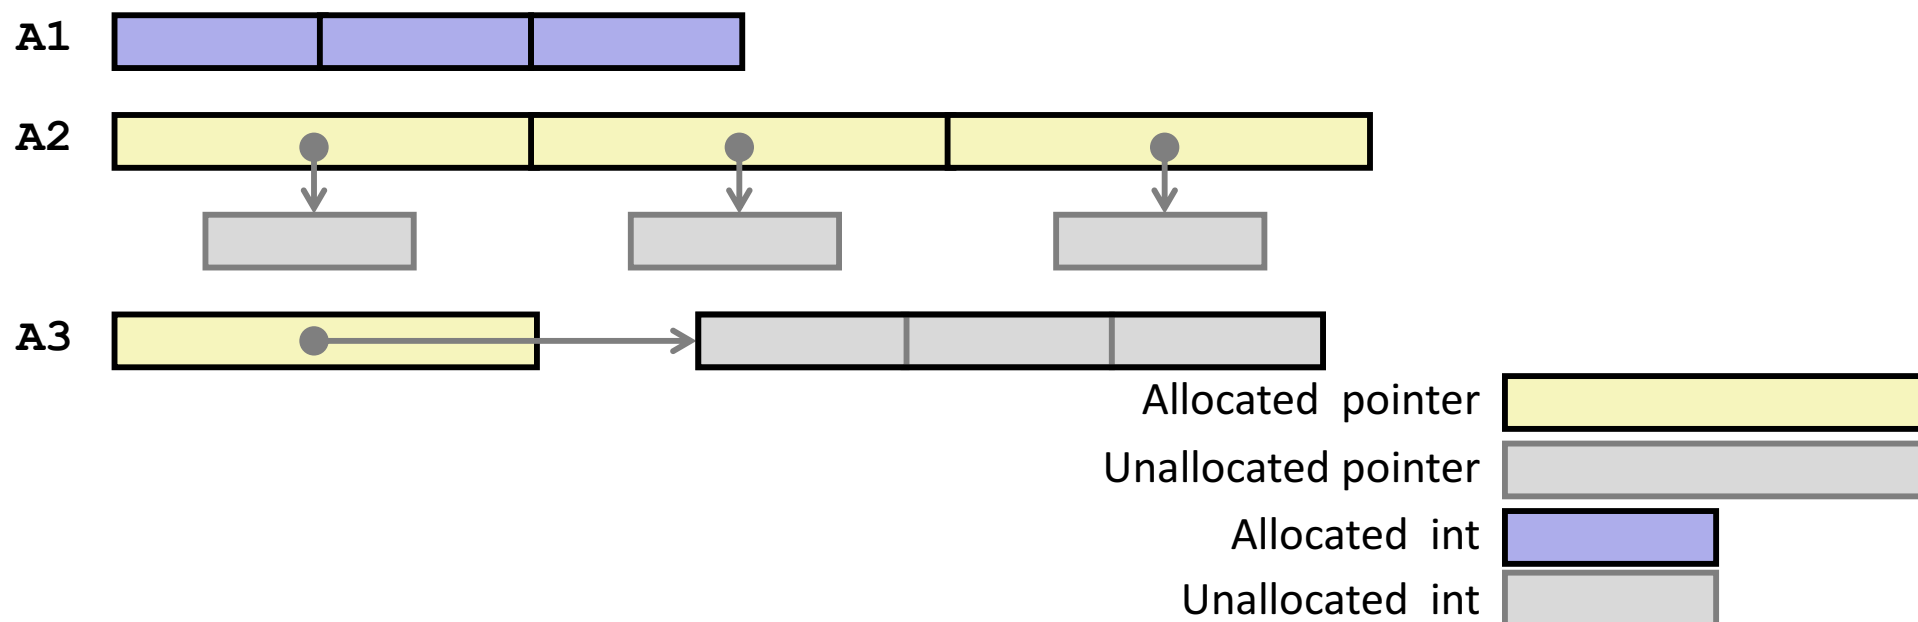 A1
A2
A3
Allocated pointer
Unallocated pointer
Allocated int
Unallocated int